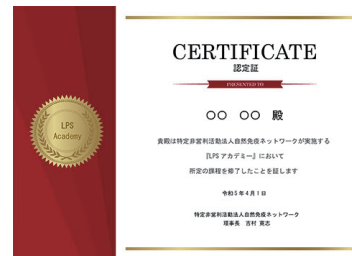 LPS
Academy
CERTIFICATE
認定証
PRESENTED TO
○○ ○○ 殿
貴殿は特定非営利活動法人自然免疫ネットワークが実施する
『LPS アカデミー』において
所定の課程を修了したことを証します
令和5年4月1日
特定非営利活動法人自然免疫ネットワーク
理事長 吉村 寛志